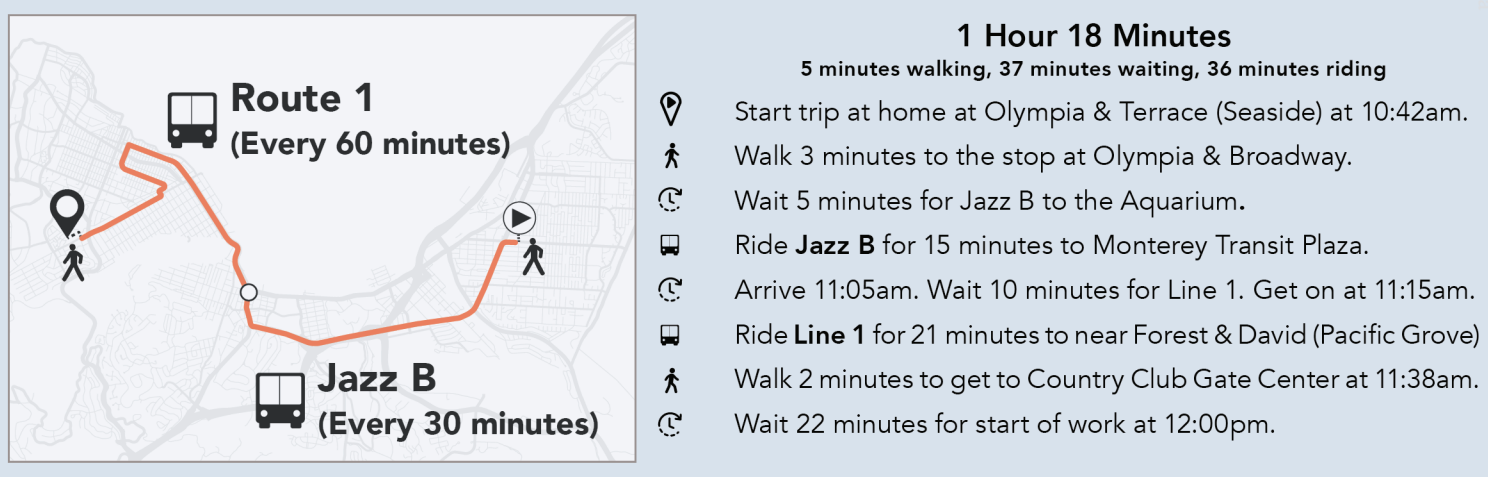 Route 1
(Every 60 minutes)
Jazz B
(Every 30 minutes)
1 Hour 18 Minutes
5 minutes walking, 37 minutes waiting, 36 minutes riding
Start trip at home at Olympia & Terrace (Seaside) at 10:42am.
Walk 3 minutes to the stop at Olympia & Broadway.
Wait 5 minutes for Jazz B to the Aquarium.
Ride Jazz B for 15 minutes to Monterey Transit Plaza.
Arrive 11:05am. Wait 10 minutes for Line 1. Get on at 11:15am.
Ride Line 1 for 21 minutes to near Forest & David (Pacific Grove)
Walk 2 minutes to get to Country Club Gate Center at 11:38am.
Wait 22 minutes for start of work at 12:00pm.